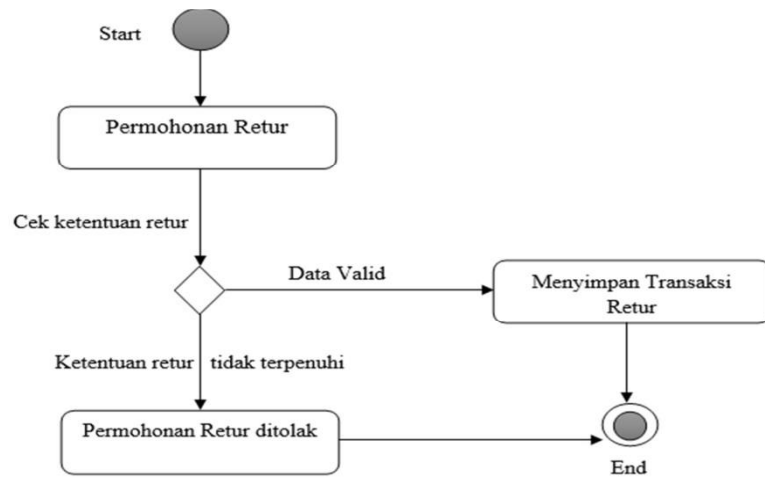 Start
Permohonan Retur
Cek ketentuan retur
Data Valid
Menyimpan Transaksi
Retur
Ketentuan retur tidak terpenuhi
Permohonan Retur ditolak
End